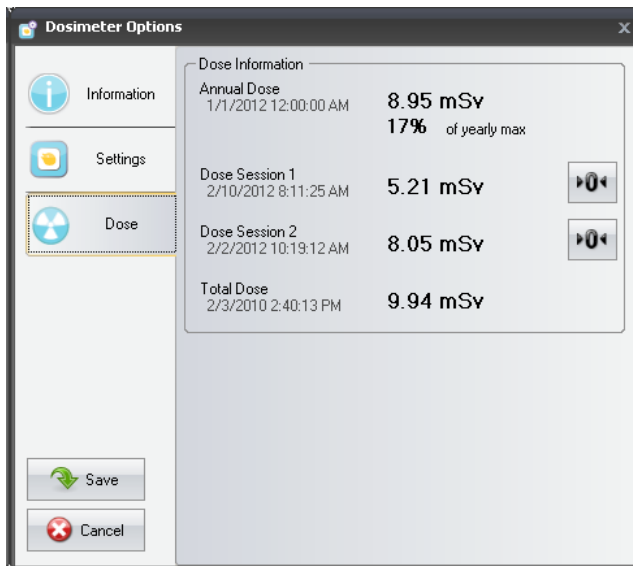 Dosimeter Options
x
Information
Settings
Dose
Dose Information
Annual Dose
1/1/2012 12:00:00 AM
8.95 mSv
17% of yearly max
Dose Session 1
2/10/2012 8:11:25 AM
5.21 mSv
0
Dose Session 2
2/2/2012 10:19:12 AM
8.05 mSv
0
Total Dose
2/3/2010 2:40:13 PM
9.94 mSv
Save
Cancel